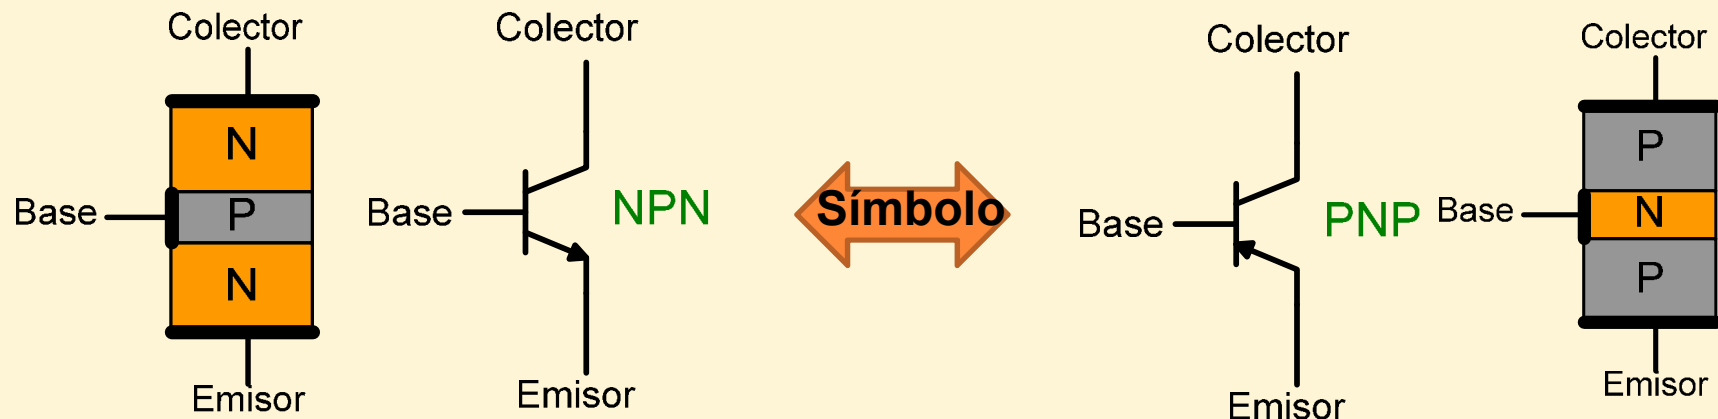 Colector
N
Base
P
N
Emisor
Colector
Base
NPN
Emisor
Símbolo
Colector
Base
PNP
Emisor
Colector
P
Base
N
P
Emisor